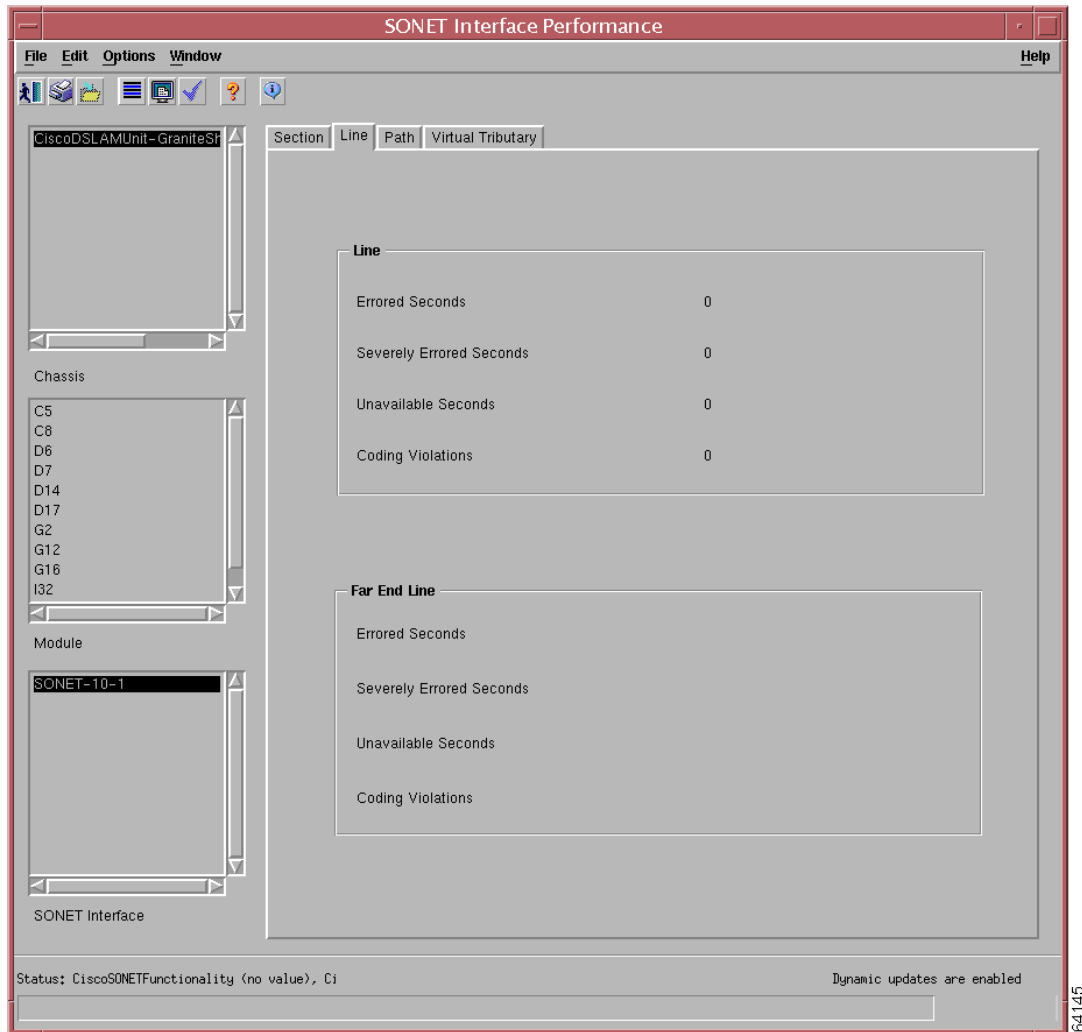 SONET Interface Performance
File Edit Options Window Help
CiscoDSLAMUnit-GraniteSh
Chassis
C5
C8
D6
D7
D14
D17
G2
G12
G16
I32
Module
SONET-10-1
SONET Interface
Section Line Path Virtual Tributary
Line
Errored Seconds 0
Severely Errored Seconds 0
Unavailable Seconds 0
Coding Violations 0
Far End Line
Errored Seconds
Severely Errored Seconds
Unavailable Seconds
Coding Violations
Status: CiscoSONETFunctionality (no value), Ci
Dynamic updates are enabled
64145